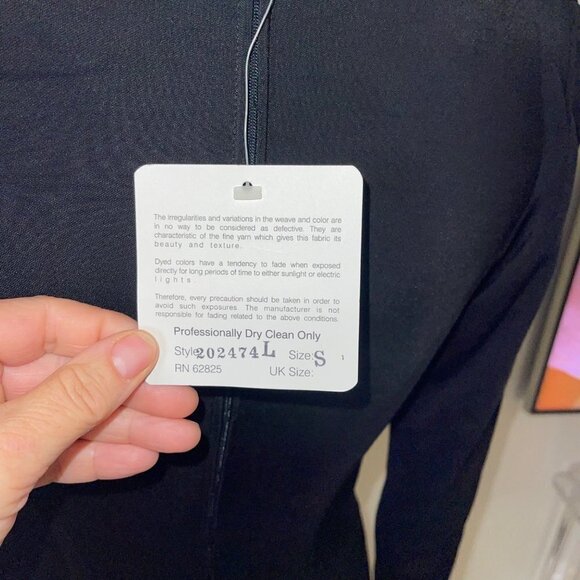 The irregularities and variations in the weave and color are
in no way to be considered as defective. They are
characteristic of the fine yarn which gives this fabric its
beauty and texture.
Dyed colors have a tendency to fade when exposed
directly for long periods of time to either sunlight or electric
lights.
Therefore, every precaution should be taken in order to
avoid such exposures. The manufacturer is not
responsible for fading related to the above conditions.
Professionally Dry Clean Only
Style: 202474L Size: S 1
RN 62825 UK Size: